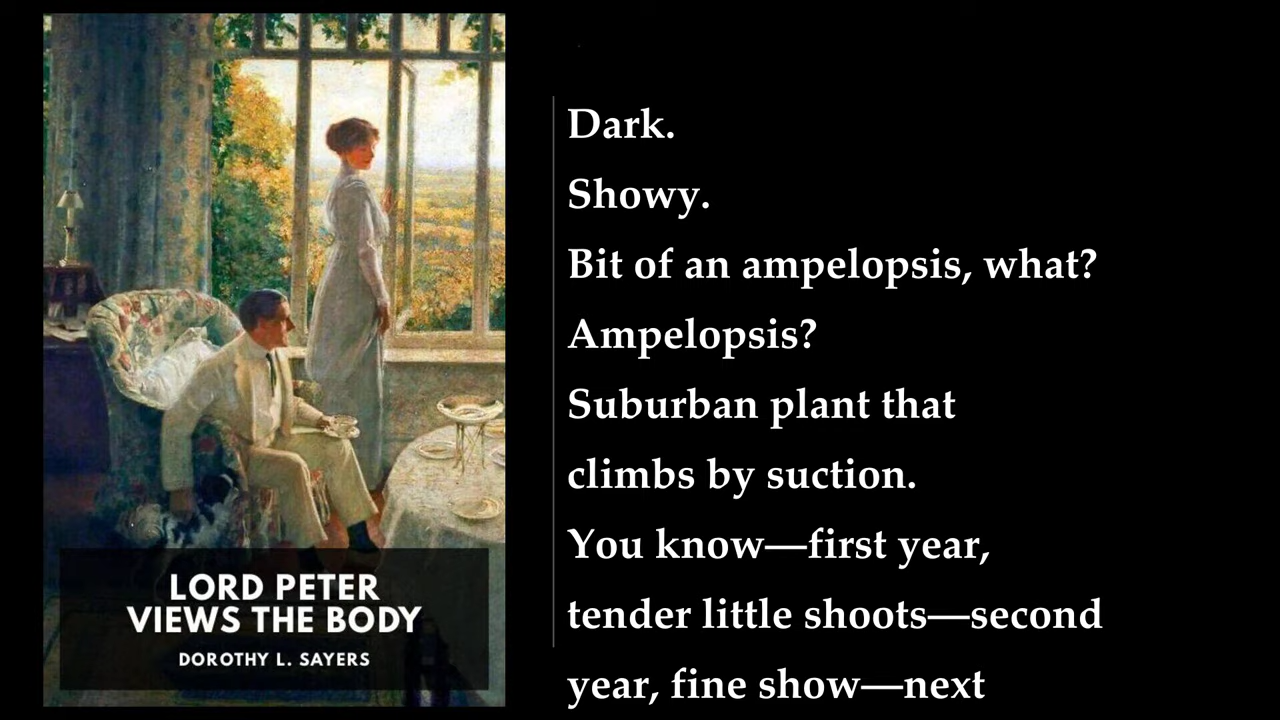 LORD PETER
VIEWS THE BODY
DOROTHY L. SAYERS
Dark.
Showy.
Bit of an ampelopsis, what?
Ampelopsis?
Suburban plant that
climbs by suction.
You know—first year,
tender little shoots—second
year, fine show—next